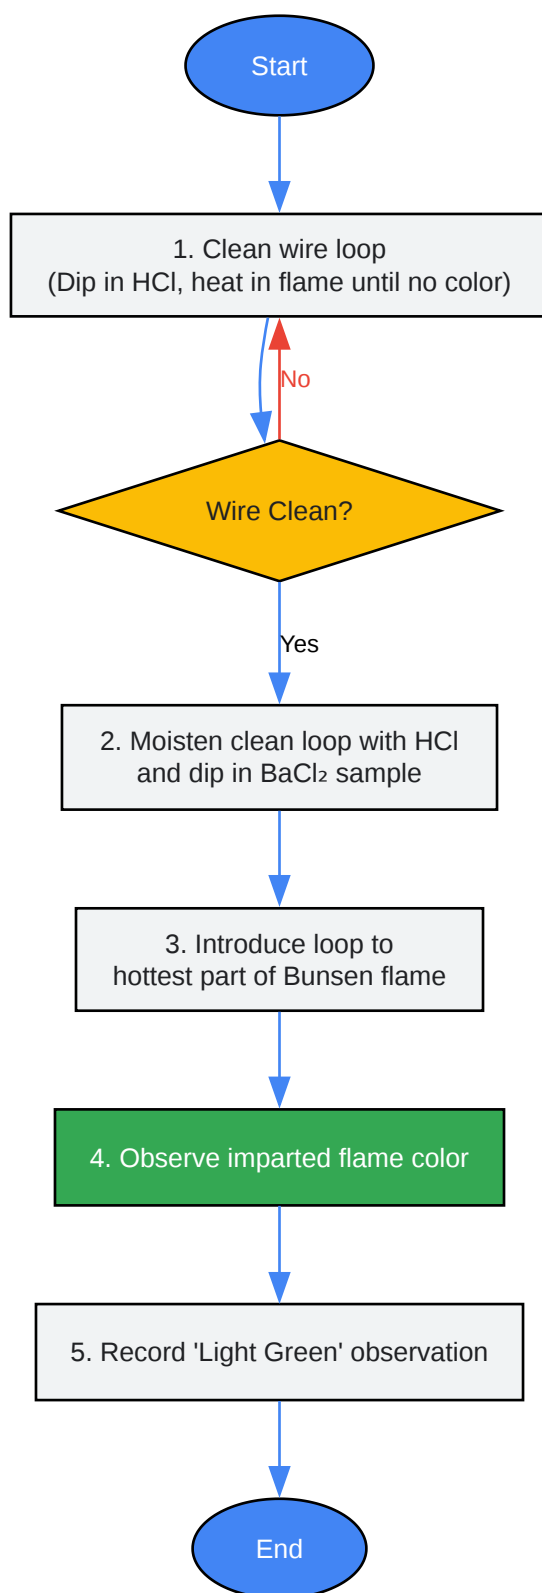 Start
1. Clean wire loop
(Dip in HCl, heat in flame until no color)
No
Wire Clean?
Yes
2. Moisten clean loop with HCl
and dip in BaCl₂ sample
3. Introduce loop to
hottest part of Bunsen flame
4. Observe imparted flame color
5. Record 'Light Green' observation
End